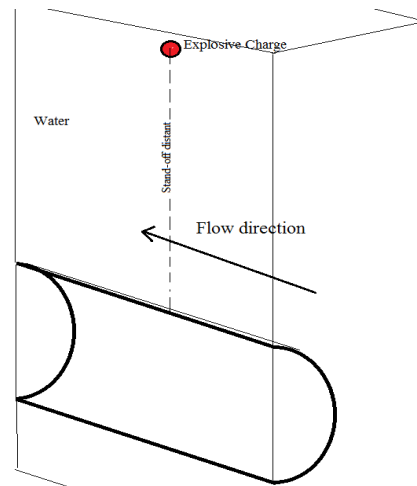 Explosive Charge
Water
Stand-off distant
Flow direction